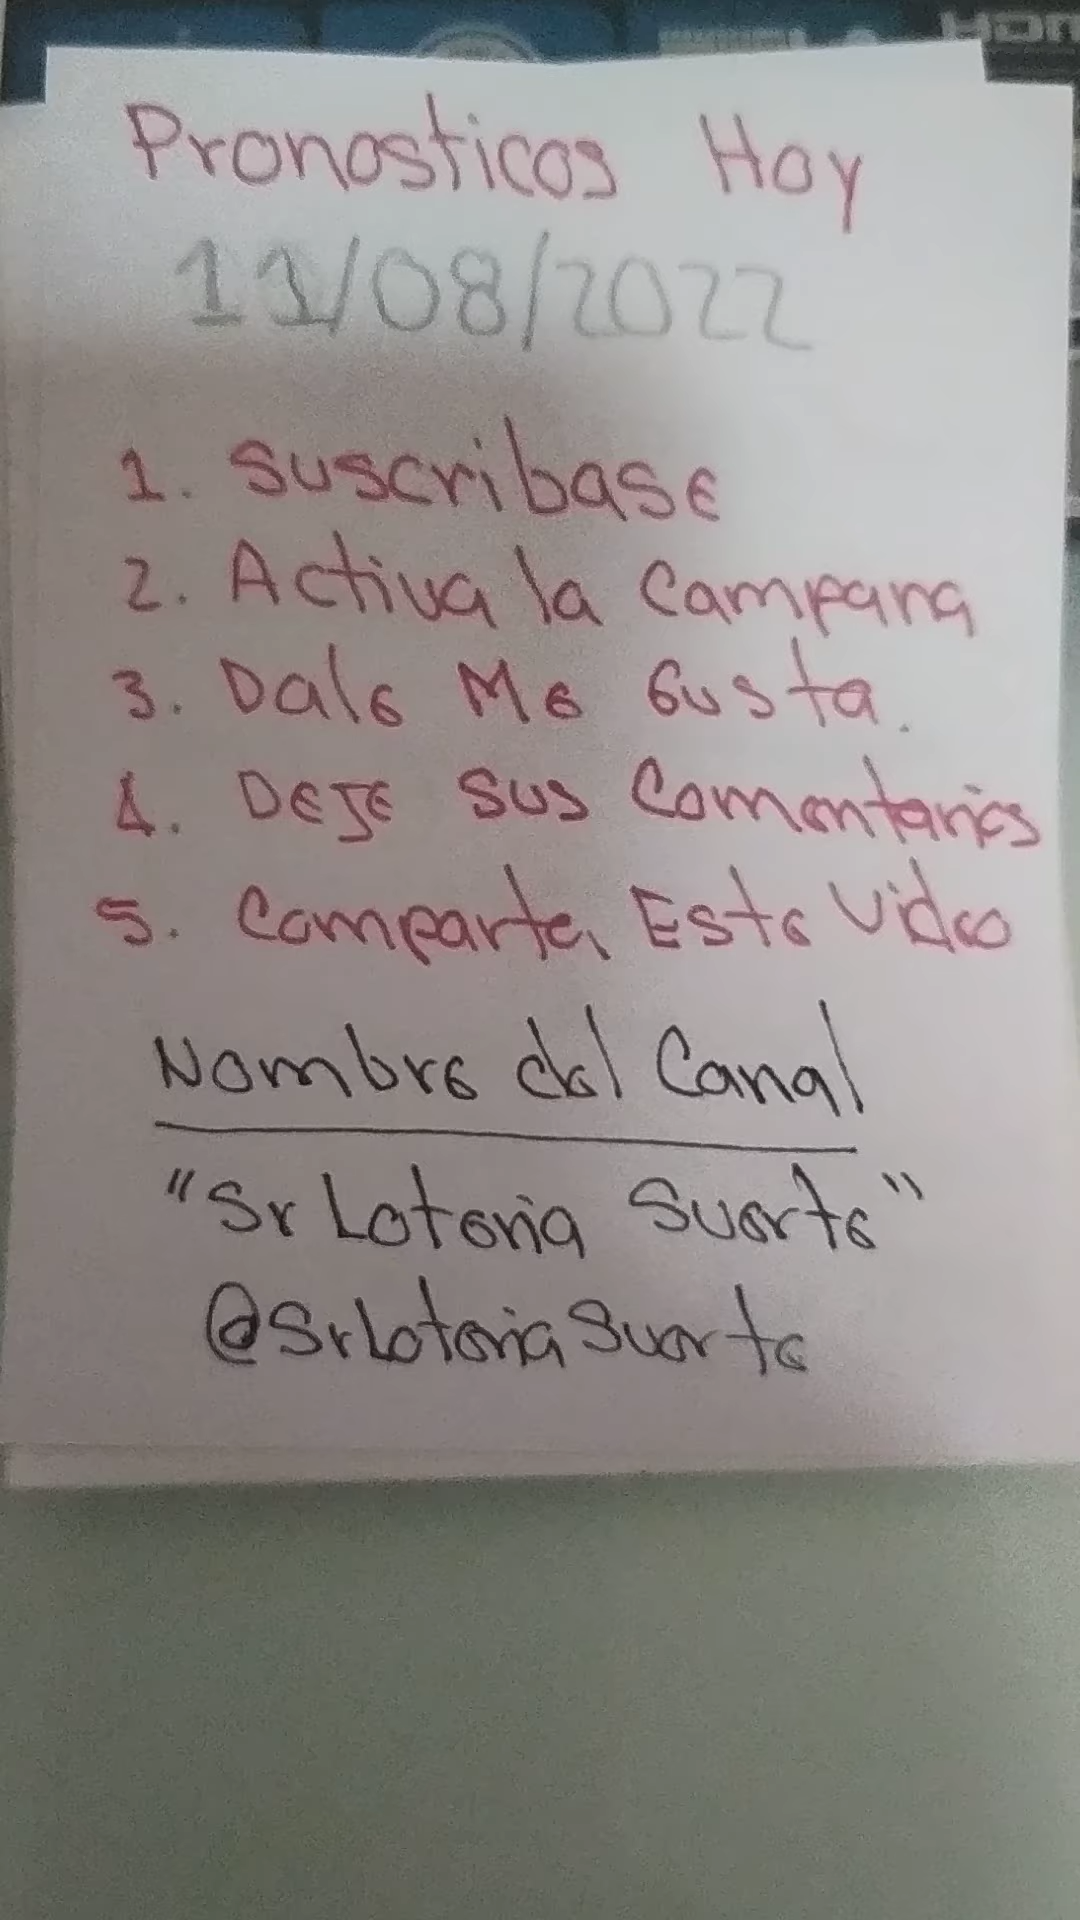 Pronosticos Hoy
11/08/2022
1. Suscribase
2. Activa la Campana
3. Dale Me Gusta.
4. DEJE sus Comentarios
5. Comparte, Este Video
Nombre del Canal
"Sr Loteria Suerte"
@SrLoteriaSuerte